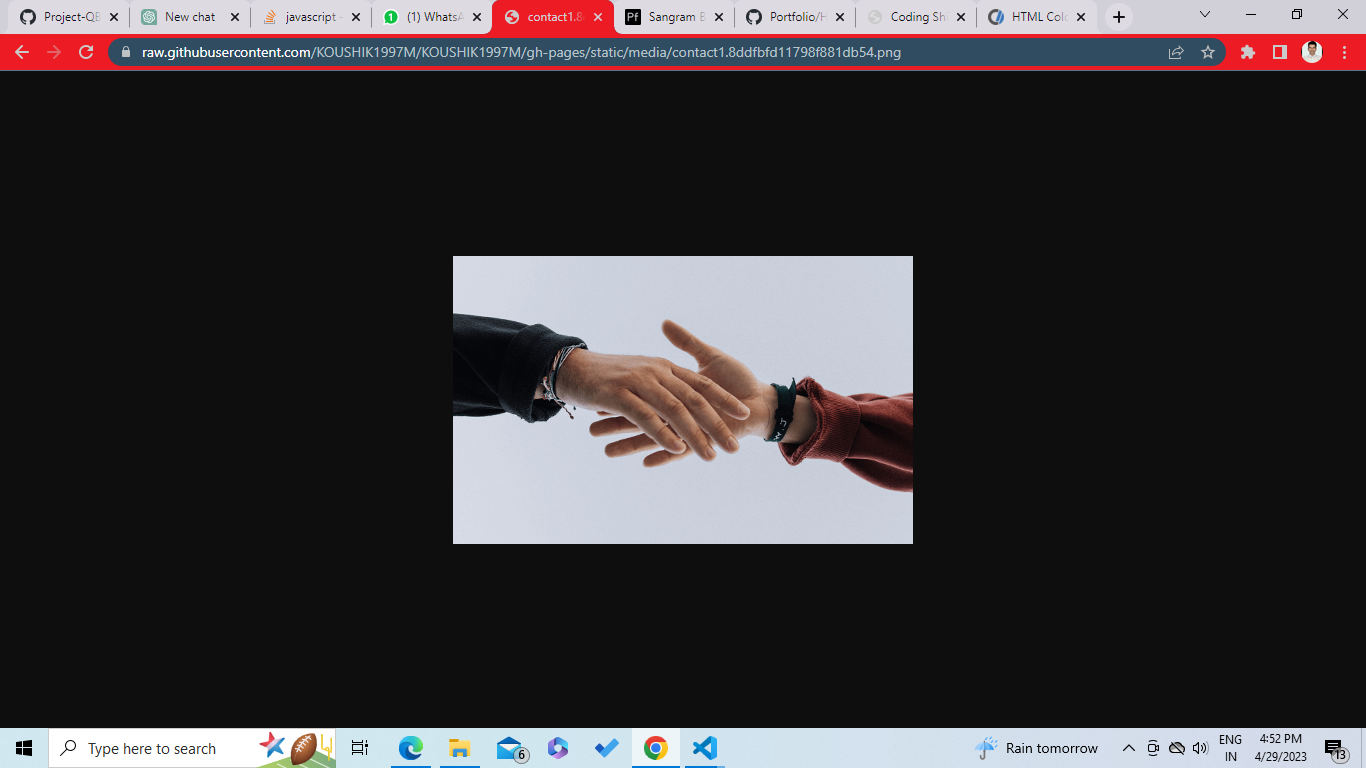 Project-QE
New chat
javascript -
(1) WhatsA
contact1.8
Sangram B
Portfolio/H
Coding Sh
HTML Colo
raw.githubusercontent.com/KOUSHIK1997M/KOUSHIK1997M/gh-pages/static/media/contact1.8ddfbfd11798f881db54.png
Type here to search
6
Rain tomorrow
ENG
IN
4:52 PM
4/29/2023
13